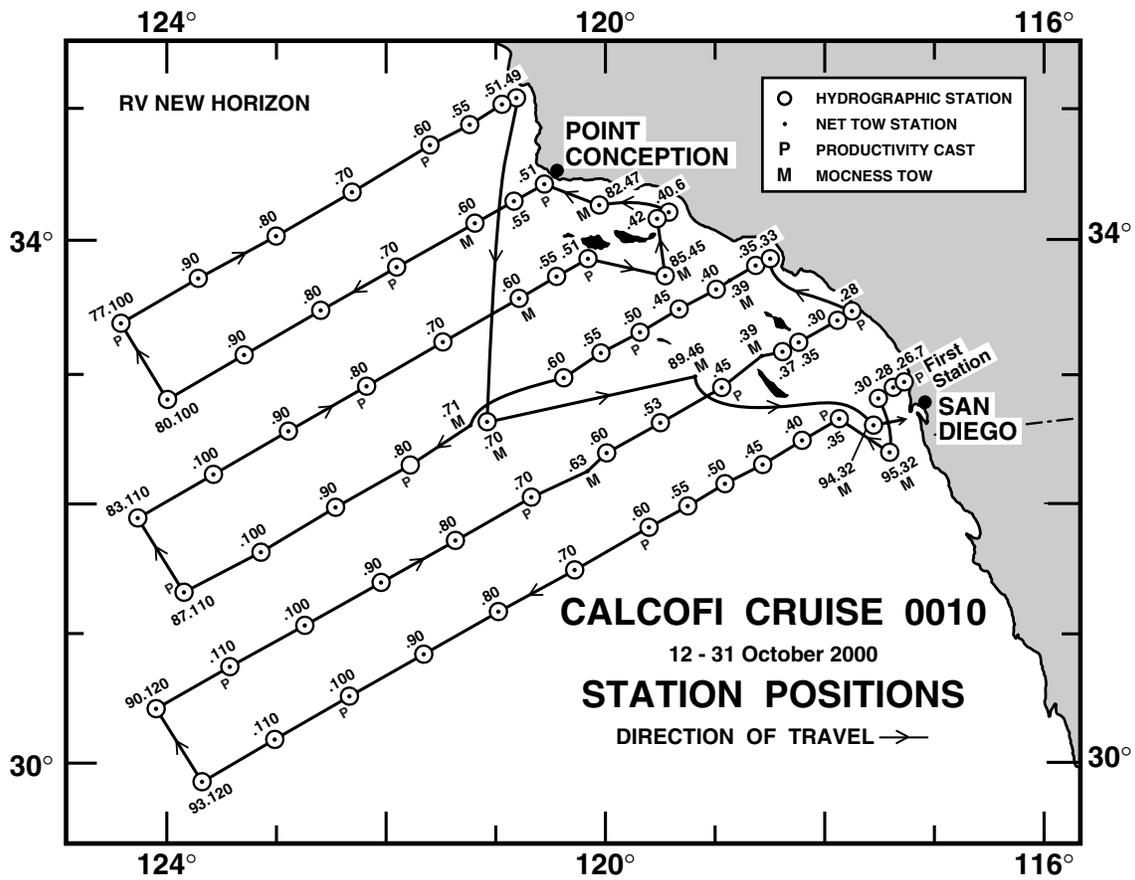 124°
120°
116°
RV NEW HORIZON
HYDROGRAPHIC STATION
NET TOW STATION
P PRODUCTIVITY CAST
M MOCNESS TOW
POINT
CONCEPTION
34°
34°
77.100
P
.90
.80
.70
.60
P
.55
.51
.49
80.100
.90
.80
.70
P
.60
M
.55
.51
P
82.47
M
.40.6
.42
85.45
M
83.110
.100
.90
.80
P
.70
.60
M
.55
.51
P
87.110
P
.100
.90
.80
P
.71
M
.70
M
.60
.55
.50
P
.45
.40
.39
M
.35
.33
89.46
M
90.120
.110
P
.100
.90
.80
.70
P
.63
M
.60
.53
.45
P
.39
M
.37
.35
.30
.28
P
93.120
.110
.100
P
.90
.80
.70
.60
P
.55
.50
.45
.40
P
.35
94.32
M
95.32
M
.30
.28
.26.7
P
First
Station
SAN
DIEGO
CALCOFI CRUISE 0010
12 - 31 October 2000
STATION POSITIONS
DIRECTION OF TRAVEL
30°
30°
124°
120°
116°